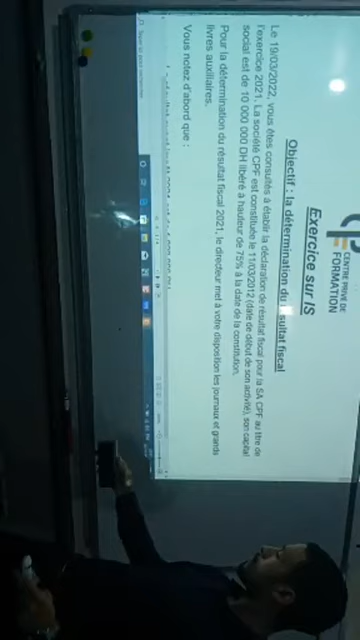 CENTRE PRIVE DE
FORMATION
Exercice sur IS
Objectif : la détermination du résultat fiscal
Le 19/03/2022, vous êtes consultés à établir la déclaration de résultat fiscal pour la SA CPF au titre de
l'exercice 2021. La société CPF est constituée le 11/03/2012 (date de début de son activité), son capital
social est de 10 000 000 DH libéré à hauteur de 75% à la date de la constitution.
Pour la détermination du résultat fiscal 2021, le directeur met à votre disposition les journaux et grands
livres auxiliaires.
Vous notez d'abord que :